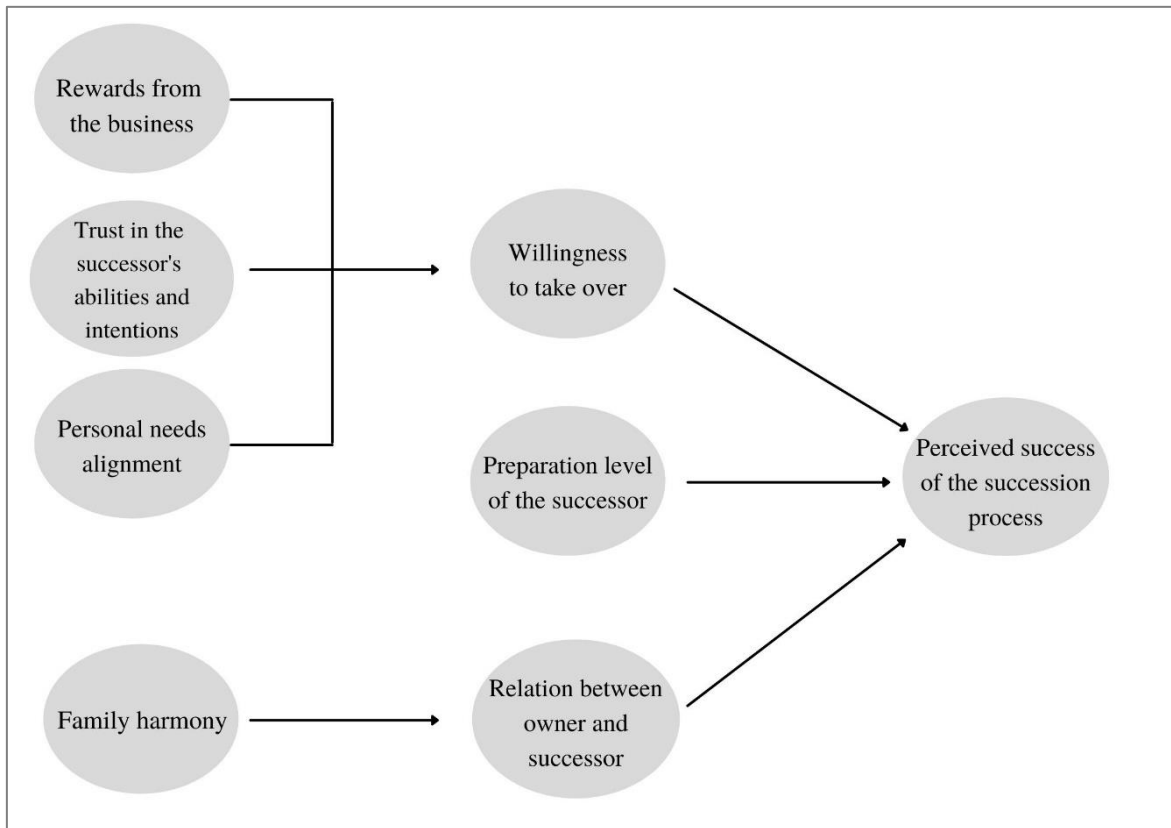 Rewards from
the business
Trust in the
successor's
abilities and
intentions
Personal needs
alignment
Family harmony
Willingness
to take over
Preparation level
of the successor
Relation between
owner and
successor
Perceived success
of the succession
process